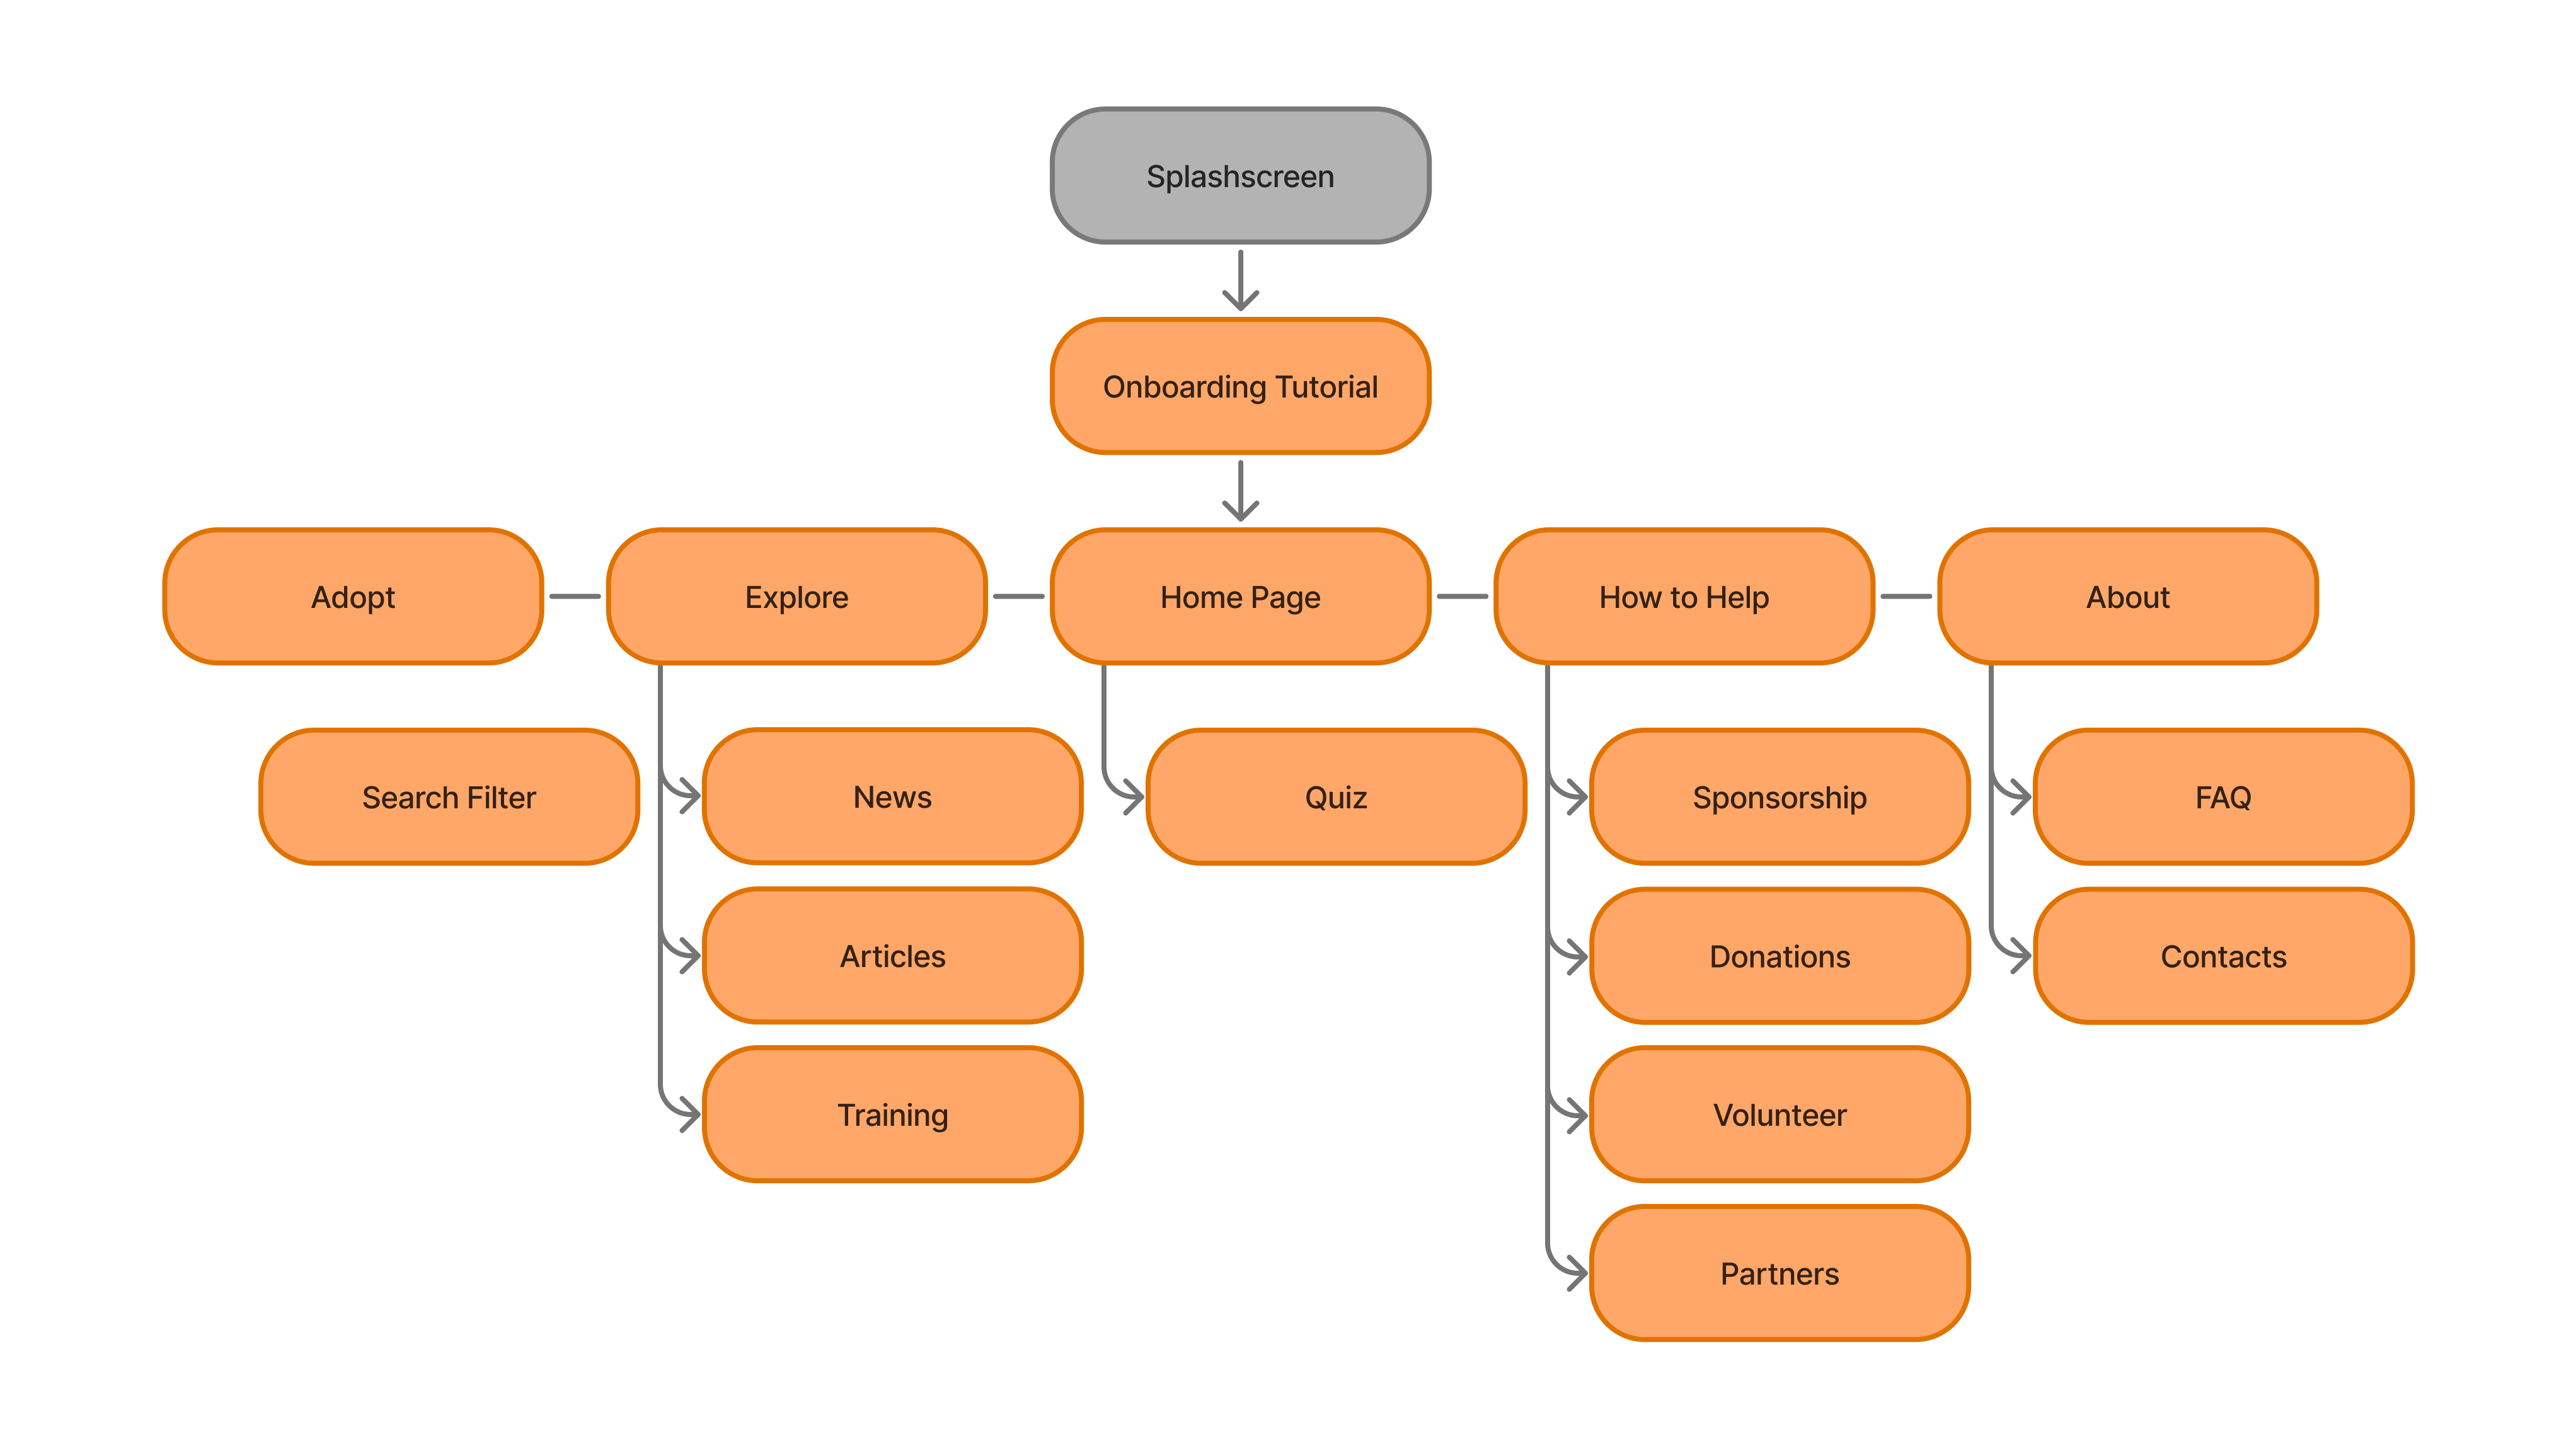 Splashscreen
Onboarding Tutorial
Adopt
Explore
Home Page
How to Help
About
Search Filter
News
Quiz
Sponsorship
FAQ
Articles
Donations
Contacts
Training
Volunteer
Partners